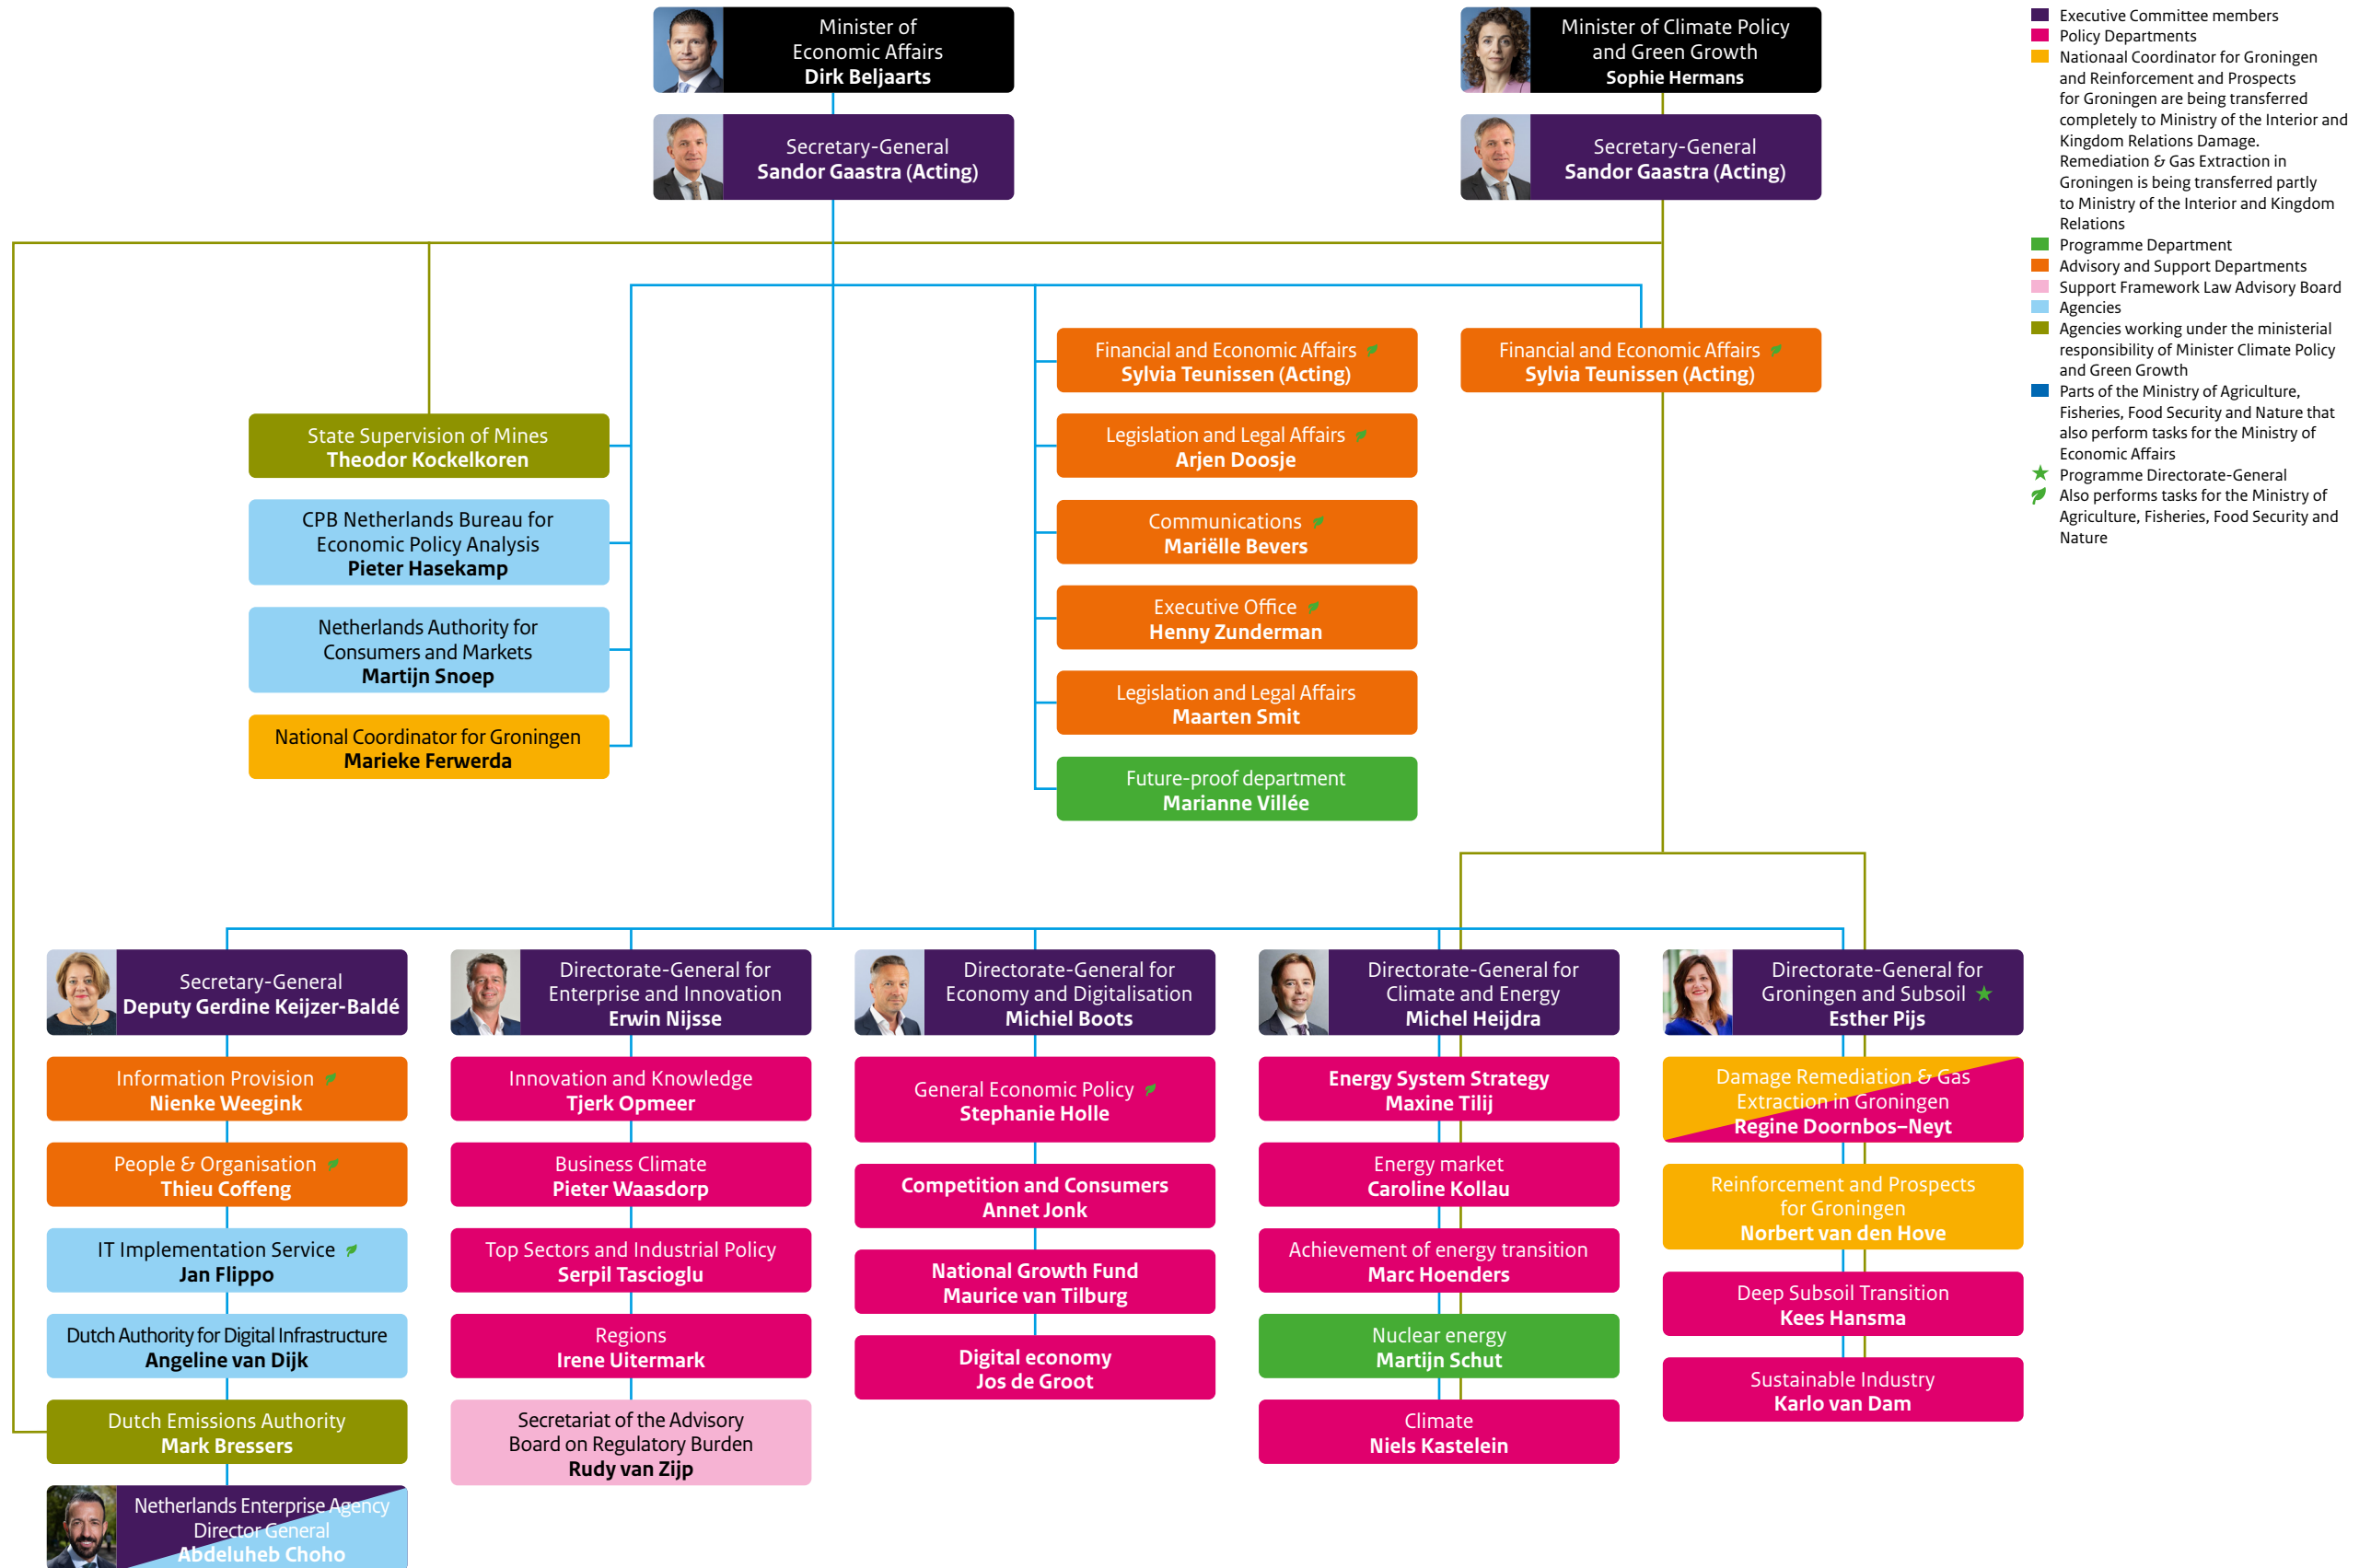 Minister of
Economic Affairs
Dirk Beljaarts
Minister of Climate Policy
and Green Growth
Sophie Hermans
Secretary-General
Sandor Gaastra (Acting)
Secretary-General
Sandor Gaastra (Acting)
Executive Committee members
Policy Departments
Nationaal Coordinator for Groningen
and Reinforcement and Prospects
for Groningen are being transferred
completely to Ministry of the Interior and
Kingdom Relations Damage.
Remediation & Gas Extraction in
Groningen is being transferred partly
to Ministry of the Interior and Kingdom
Relations
Programme Department
Advisory and Support Departments
Support Framework Law Advisory Board
Agencies
Agencies working under the ministerial
responsibility of Minister Climate Policy
and Green Growth
Parts of the Ministry of Agriculture,
Fisheries, Food Security and Nature that
also perform tasks for the Ministry of
Economic Affairs
Programme Directorate-General
Also performs tasks for the Ministry of
Agriculture, Fisheries, Food Security and
Nature
State Supervision of Mines
Theodor Kockelkoren
CPB Netherlands Bureau for
Economic Policy Analysis
Pieter Hasekamp
Netherlands Authority for
Consumers and Markets
Martijn Snoep
National Coordinator for Groningen
Marieke Ferwerda
Financial and Economic Affairs
Sylvia Teunissen (Acting)
Legislation and Legal Affairs
Arjen Doosje
Communications
Mariëlle Bevers
Executive Office
Henny Zunderman
Legislation and Legal Affairs
Maarten Smit
Future-proof department
Marianne Villée
Financial and Economic Affairs
Sylvia Teunissen (Acting)
Secretary-General
Deputy Gerdine Keijzer-Baldé
Information Provision
Nienke Weegink
People & Organisation
Thieu Coffeng
IT Implementation Service
Jan Flippo
Dutch Authority for Digital Infrastructure
Angeline van Dijk
Dutch Emissions Authority
Mark Bressers
Netherlands Enterprise Agency
Director General
Abdeluheb Choho
Directorate-General for
Enterprise and Innovation
Erwin Nijsse
Innovation and Knowledge
Tjerk Opmeer
Business Climate
Pieter Waasdorp
Top Sectors and Industrial Policy
Serpil Tascioglu
Regions
Irene Uitermark
Secretariat of the Advisory
Board on Regulatory Burden
Rudy van Zijp
Directorate-General for
Economy and Digitalisation
Michiel Boots
General Economic Policy
Stephanie Holle
Competition and Consumers
Annet Jonk
National Growth Fund
Maurice van Tilburg
Digital economy
Jos de Groot
Directorate-General for
Climate and Energy
Michel Heijdra
Energy System Strategy
Maxine Tilij
Energy market
Caroline Kollau
Achievement of energy transition
Marc Hoenders
Nuclear energy
Martijn Schut
Climate
Niels Kastelein
Directorate-General for
Groningen and Subsoil
Esther Pijs
Damage Remediation & Gas
Extraction in Groningen
Regine Doornbos–Neyt
Reinforcement and Prospects
for Groningen
Norbert van den Hove
Deep Subsoil Transition
Kees Hansma
Sustainable Industry
Karlo van Dam